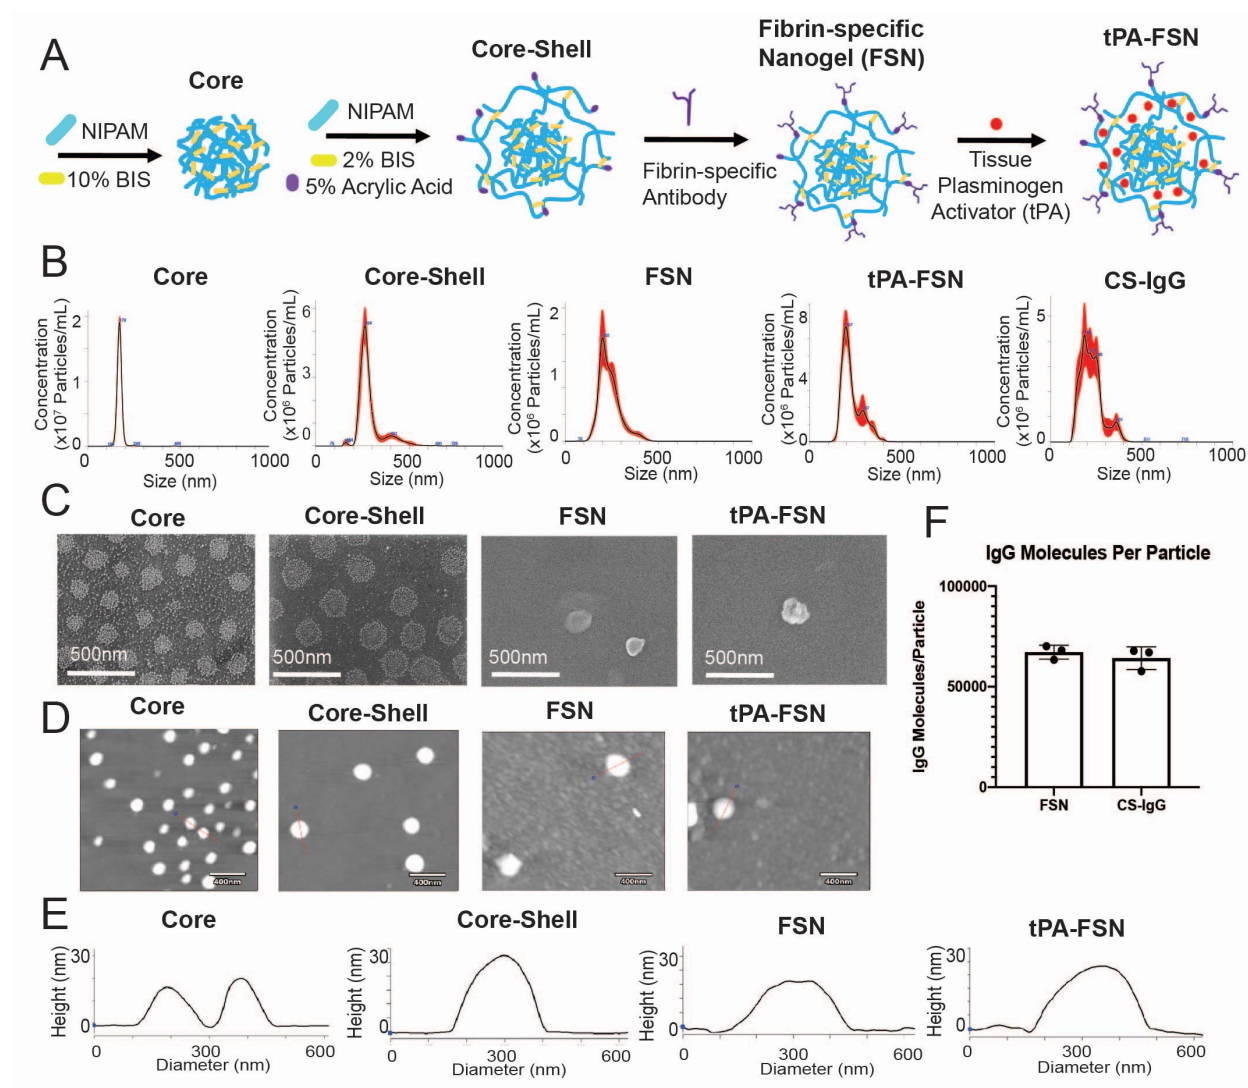 A
Core
Core-Shell
Fibrin-specific
Nanogel (FSN)
tPA-FSN
NIPAM
10% BIS
NIPAM
2% BIS
5% Acrylic Acid
Fibrin-specific
Antibody
Tissue
Plasminogen
Activator (tPA)
B
Core
Core-Shell
FSN
tPA-FSN
CS-IgG
Concentration
(x10⁷ Particles/mL)
2
1
0
0 500 1000
Size (nm)
Concentration
(x10⁶ Particles/mL)
6
3
0
0 500 1000
Size (nm)
Concentration
(x10⁶ Particles/mL)
2
1
0
0 500 1000
Size (nm)
Concentration
(x10⁶ Particles/mL)
8
4
0
0 500 1000
Size (nm)
Concentration
(x10⁶ Particles/mL)
5
0
0 500 1000
Size (nm)
C
Core
Core-Shell
FSN
tPA-FSN
500nm
500nm
500nm
500nm
D
Core
Core-Shell
FSN
tPA-FSN
400nm
400nm
400nm
400nm
E
Core
Core-Shell
FSN
tPA-FSN
Height (nm)
30
0
0 300 600
Diameter (nm)
Height (nm)
30
0
0 300 600
Diameter (nm)
Height (nm)
30
0
0 300 600
Diameter (nm)
Height (nm)
30
0
0 300 600
Diameter (nm)
F
IgG Molecules Per Particle
IgG Molecules/Particle
100000
50000
0
FSN
CS-IgG